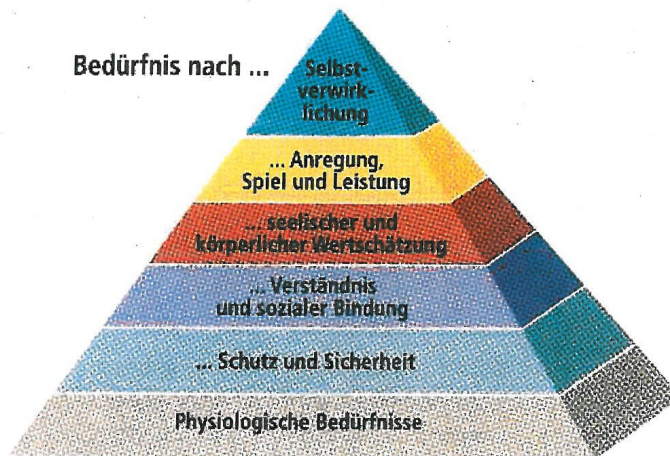 Bedürfnis nach ...
Selbst-
verwirk-
lichung
... Anregung,
Spiel und Leistung
... seelischer und
körperlicher Wertschätzung
... Verständnis
und sozialer Bindung
... Schutz und Sicherheit
Physiologische Bedürfnisse